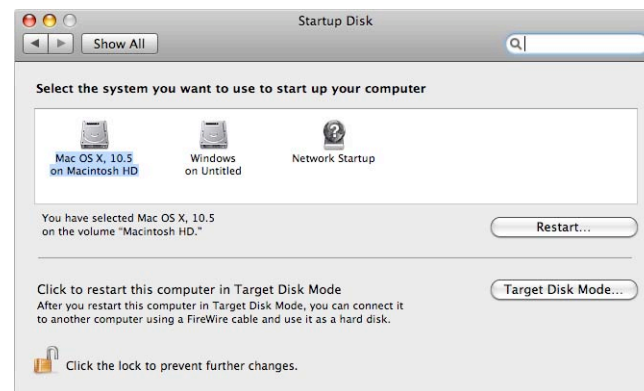 Startup Disk
Show All
Select the system you want to use to start up your computer
Mac OS X, 10.5
on Macintosh HD
Windows
on Untitled
Network Startup
You have selected Mac OS X, 10.5
on the volume "Macintosh HD."
Restart...
Click to restart this computer in Target Disk Mode
After you restart this computer in Target Disk Mode, you can connect it
to another computer using a FireWire cable and use it as a hard disk.
Target Disk Mode...
Click the lock to prevent further changes.